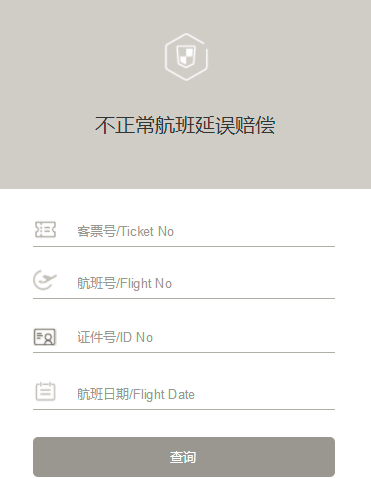 不正常航班延误赔偿
客票号/Ticket No
航班号/Flight No
证件号/ID No
航班日期/Flight Date
查询